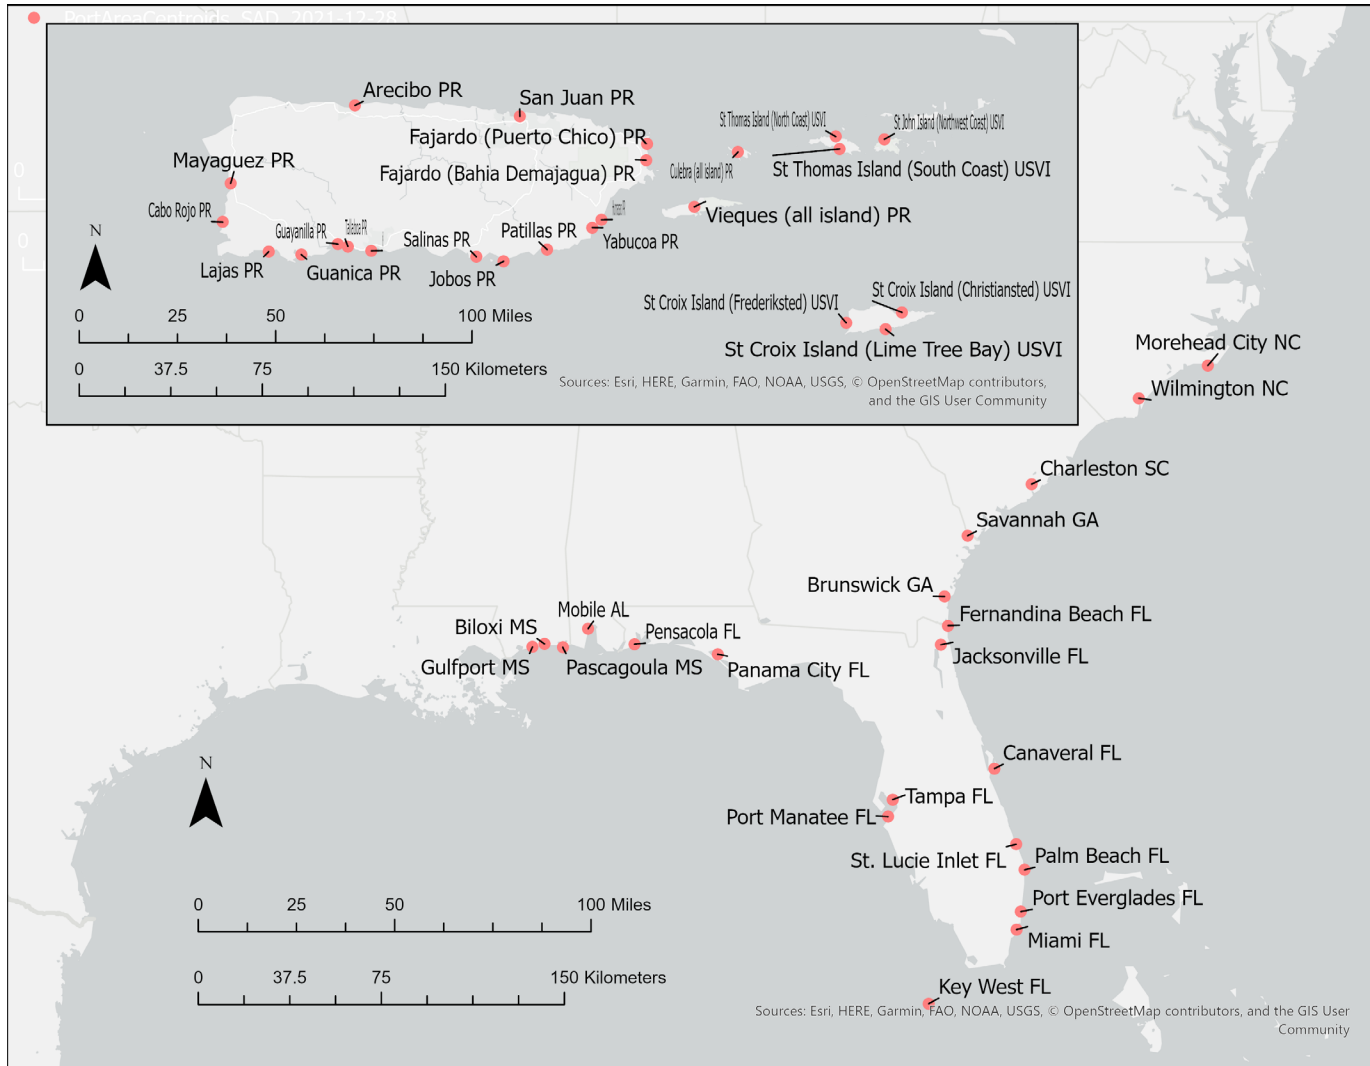 PortAreaCentroids_SAD_2021-12-28
0
0
Arecibo PR
San Juan PR
Fajardo (Puerto Chico) PR
Fajardo (Bahia Demajagua) PR
Mayaguez PR
Cabo Rojo PR
Lajas PR
Guanica PR
Guayanilla PR
Tallaboa PR
Salinas PR
Jobos PR
Patillas PR
Yabucoa PR
Culebra (all island) PR
Vieques (all island) PR
St Thomas Island (North Coast) USVI
St John Island (Northwest Coast) USVI
St Thomas Island (South Coast) USVI
St Croix Island (Christiansted) USVI
St Croix Island (Frederiksted) USVI
St Croix Island (Lime Tree Bay) USVI
N
0 25 50 100 Miles
0 37.5 75 150 Kilometers
Sources: Esri, HERE, Garmin, FAO, NOAA, USGS, © OpenStreetMap contributors,
and the GIS User Community
Morehead City NC
Wilmington NC
Charleston SC
Savannah GA
Brunswick GA
Fernandina Beach FL
Jacksonville FL
Mobile AL
Biloxi MS
Gulfport MS
Pascagoula MS
Pensacola FL
Panama City FL
Canaveral FL
Tampa FL
Port Manatee FL
St. Lucie Inlet FL
Palm Beach FL
Port Everglades FL
Miami FL
Key West FL
N
0 25 50 100 Miles
0 37.5 75 150 Kilometers
Sources: Esri, HERE, Garmin, FAO, NOAA, USGS, © OpenStreetMap contributors, and the GIS User
Community